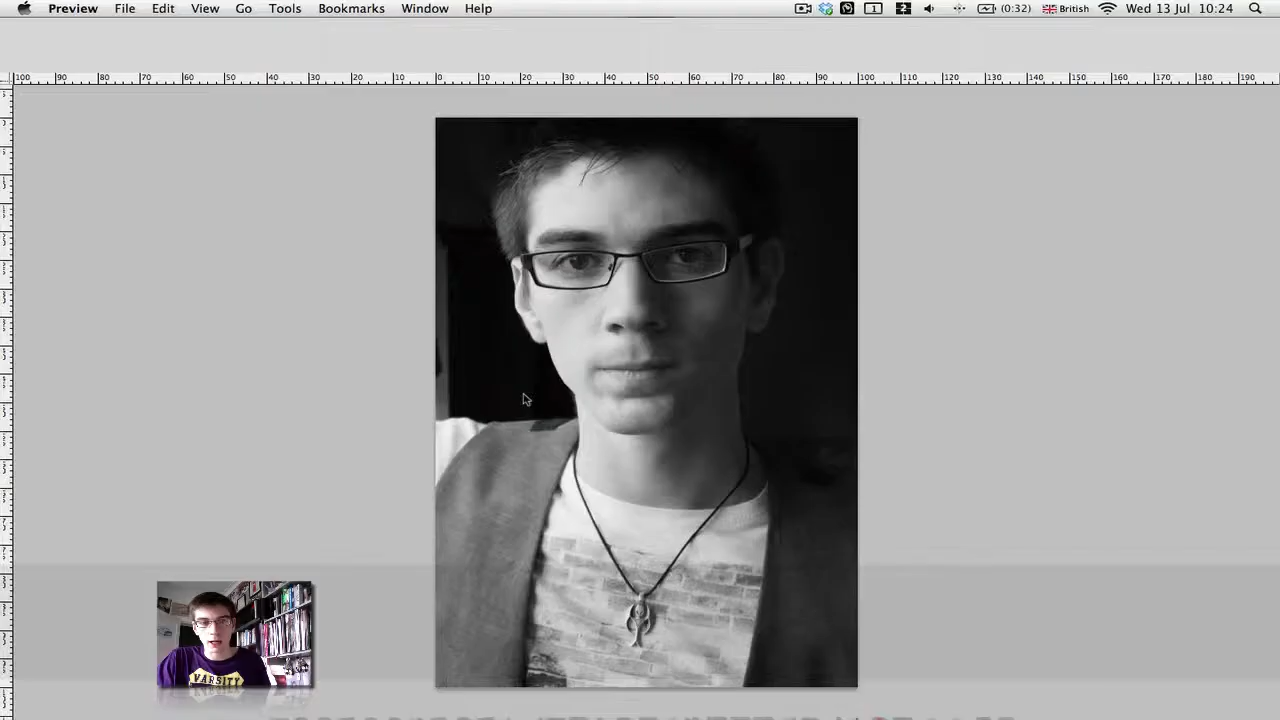 Preview File Edit View Go Tools Bookmarks Window Help 1 2 (0:32) British Wed 13 Jul 10:24
100 90 80 70 60 50 40 30 20 10 0 10 20 30 40 50 60 70 80 90 100 110 120 130 140 150 160 170 180 190
VARSITY